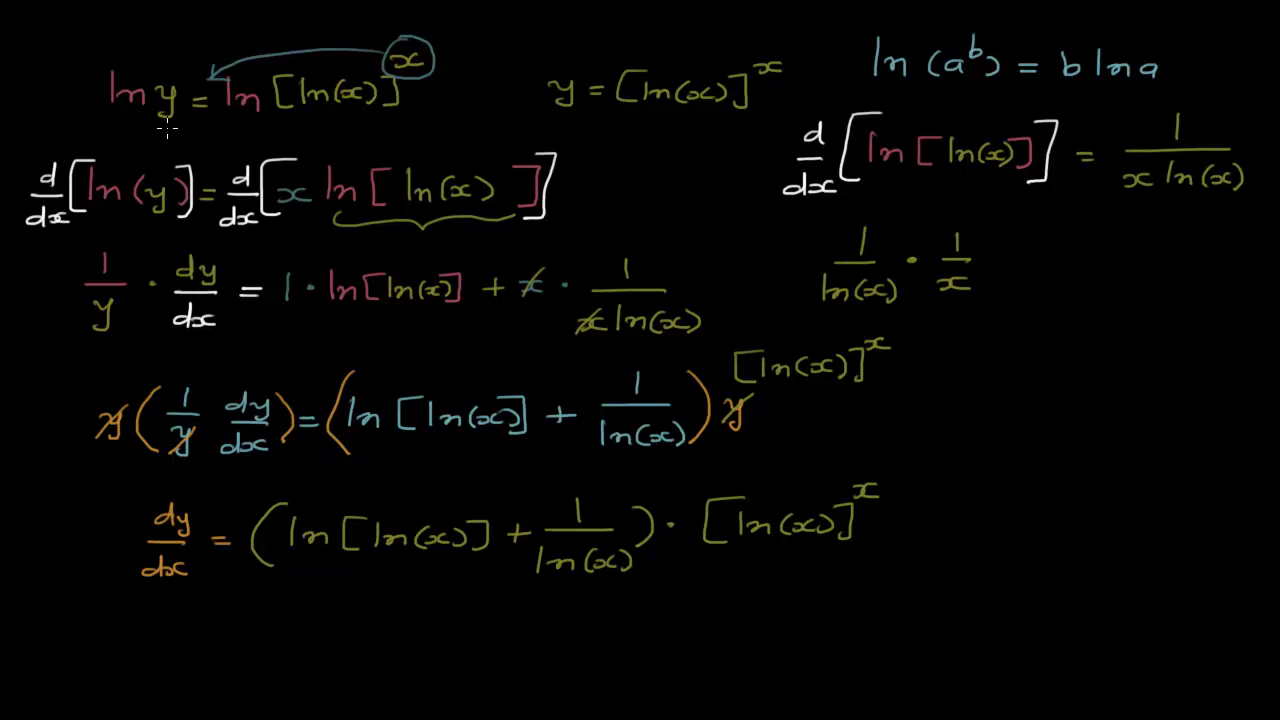 ln y = ln [ln(x)]^x
y = [ln(x)]^x
ln (a^b) = b ln a
d/dx [ln (y)] = d/dx [x ln [ ln(x) ]]
d/dx [ln [ ln(x) ]] = 1/(x ln(x))
1/y · dy/dx = 1 · ln [ln(x)] + x · 1/(x ln(x))
1/ln(x) · 1/x
y (1/y dy/dx) = (ln [ln(x)] + 1/ln(x)) y [ln(x)]^x
dy/dx = (ln [ln(x)] + 1/ln(x)) · [ln(x)]^x